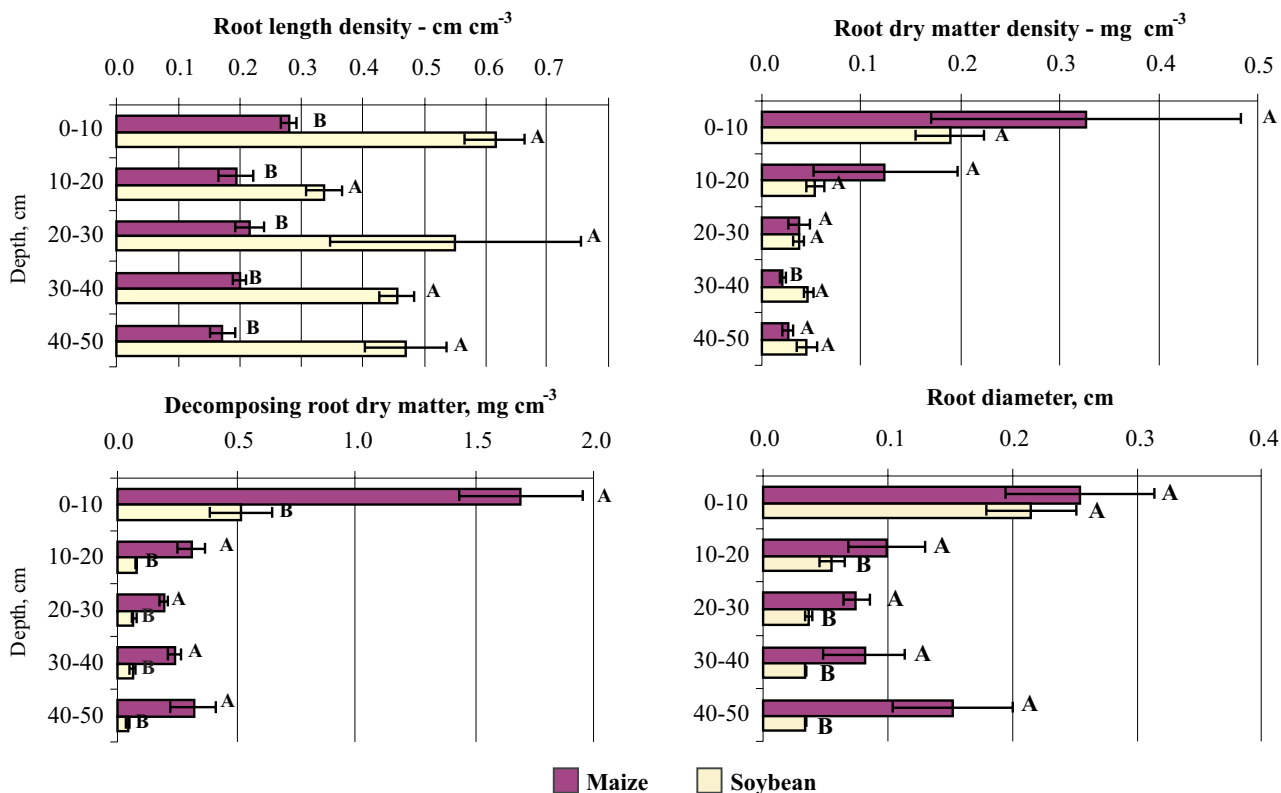 Root length density - cm cm-3
0.0 0.1 0.2 0.3 0.4 0.5 0.6 0.7
Depth, cm
0-10 B
A
10-20 B
A
20-30 B
A
30-40 B
A
40-50 B
A
Root dry matter density - mg cm-3
0.0 0.2 0.4 0.5
0-10 A
A
10-20
A
20-30 A
A
30-40 B
A
40-50 A
A
Decomposing root dry matter, mg cm-3
0.0 0.5 1.0 1.5 2.0
Depth, cm
0-10 A
B
10-20 A
B
20-30 A
B
30-40 A
B
40-50 A
B
Root diameter, cm
0.0 0.1 0.2 0.3 0.4
0-10 A
A
10-20 A
B
20-30 A
B
30-40 A
B
40-50 A
B
Maize Soybean